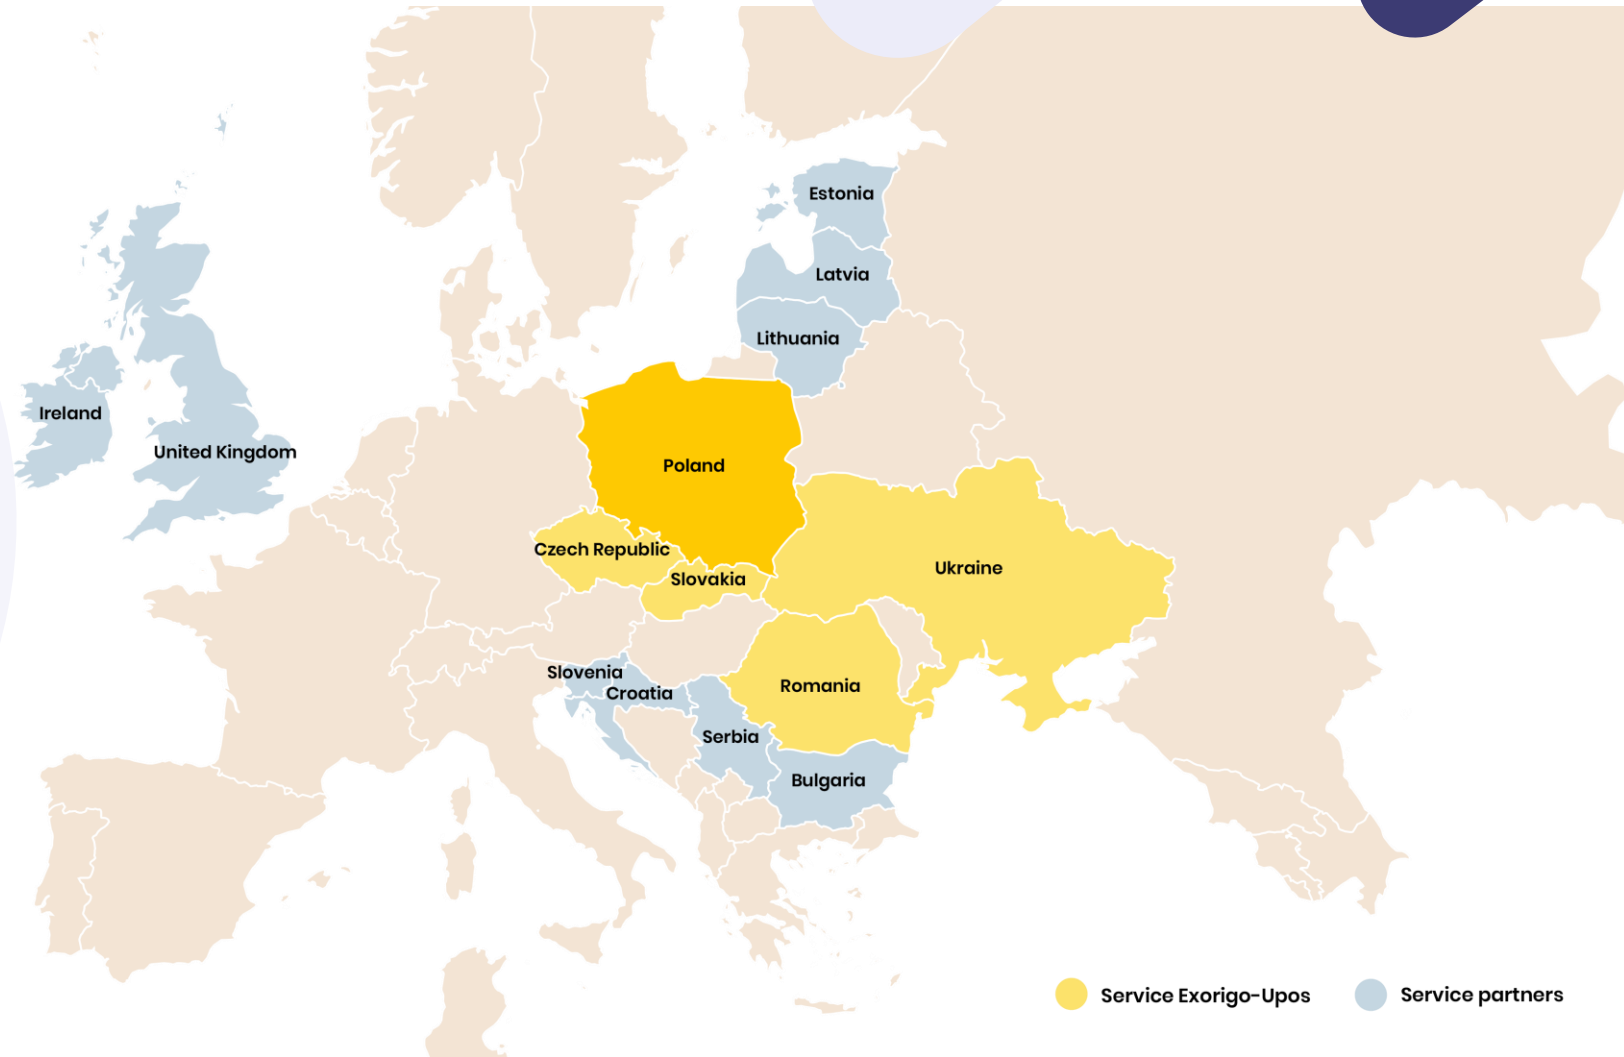 Estonia
Latvia
Lithuania
Ireland
United Kingdom
Poland
Czech Republic
Slovakia
Ukraine
Slovenia
Croatia
Romania
Serbia
Bulgaria
Service Exorigo-Upos
Service partners